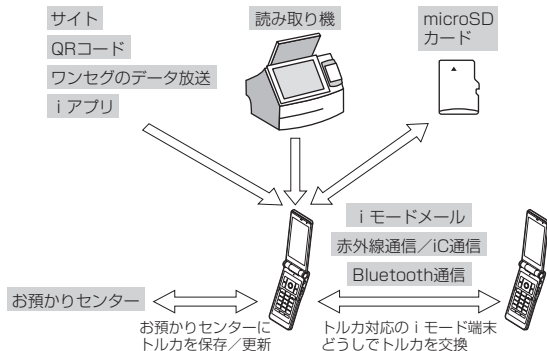 サイト
QRコード
ワンセグのデータ放送
iアプリ
読み取り機
microSD
カード
iモードメール
赤外線通信／iC通信
Bluetooth通信
お預かりセンター
お預かりセンターに
トルカを保存／更新
トルカ対応のiモード端末
どうしでトルカを交換